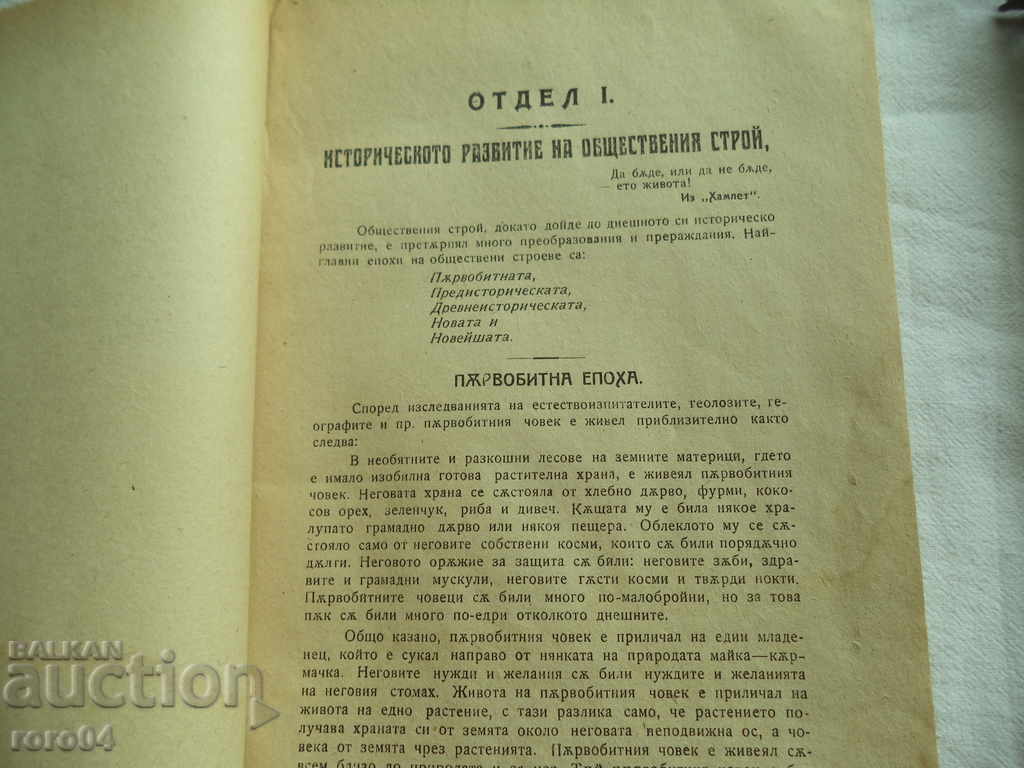 ОТДЕЛ I.
ИСТОРИЧЕСКОТО РАЗВИТИЕ НА ОБЩЕСТВЕНИЯ СТРОЙ,
Да бѫде, или да не бѫде,
— ето живота!
Из „Хамлет".
Обществения строй, докато дойде до днешното си историческо
развитие, е претѫрпял много преобразования и прераждания. Най-
главни епохи на обществени строеве са:
Пѫрвобитната,
Предисторическата,
Древнеисторическата,
Новата и
Новейшата.
ПѪРВОБИТНА ЕПОХА.
Според изследванията на естествоизпитателите, геолозите, ге-
ографите и пр. пѫрвобитния човек е живел приблизително както
следва:
В необятните и разкошни лесове на земните материци, гдето
е имало изобилна готова растителна храна, е живеял пѫрвобитния
човек. Неговата храна се сѫстояла от хлебно дѫрво, фурми, коко-
сов орех, зеленчук, риба и дивеч. Кѫщата му е била някое хра-
лупато грамадно дѫрво или някоя пещера. Облеклото му се сѫ-
стояло само от неговите собствени косми, които сѫ били порядѫчно
дѫлги. Неговото орѫжие за защита сѫ били: неговите зѫби, здра-
вите и грамадни мускули, неговите гѫсти косми и твѫрди нокти.
Пѫрвобитните човеци сѫ били много по-малобройни, но за това
пѫк сѫ били много по-едри отколкото днешните.
Общо казано, пѫрвобитния човек е приличал на един младе-
нец, който е сукал направо от нянката на природата майка—кѫр-
мачка. Неговите нужди и желания сѫ били нуждите и желанията
на неговия стомах. Живота на пѫрвобитния човек е приличал на
живота на едно растение, с тази разлика само, че растението по-
лучава храната си от земята около неговата неподвижна ос, а чо-
века от земята чрез растенията. Пѫрвобитния човек е живеял сѫ-
всем близо до природата и
BALKAN
auction
roro04